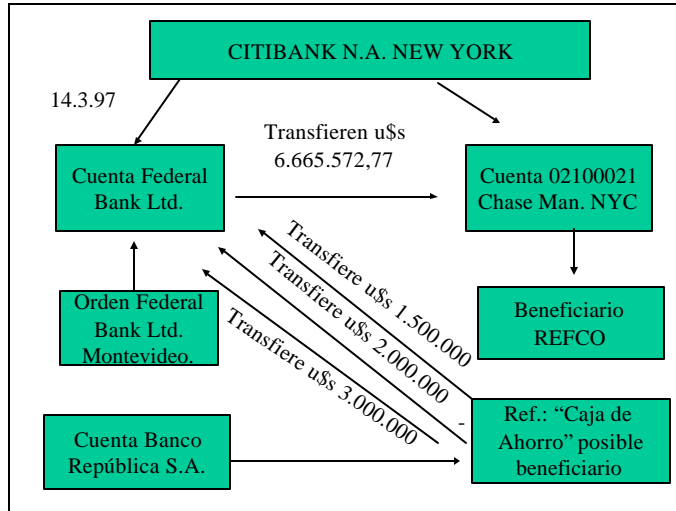 CITIBANK N.A. NEW YORK
14.3.97
Transfieren u$s
6.665.572,77
Cuenta Federal
Bank Ltd.
Cuenta 02100021
Chase Man. NYC
Transfiere u$s 1.500.000
Transfiere u$s 2.000.000
Transfiere u$s 3.000.000
Orden Federal
Bank Ltd.
Montevideo.
Beneficiario
REFCO
-
Cuenta Banco
República S.A.
Ref.: “Caja de
Ahorro” posible
beneficiario